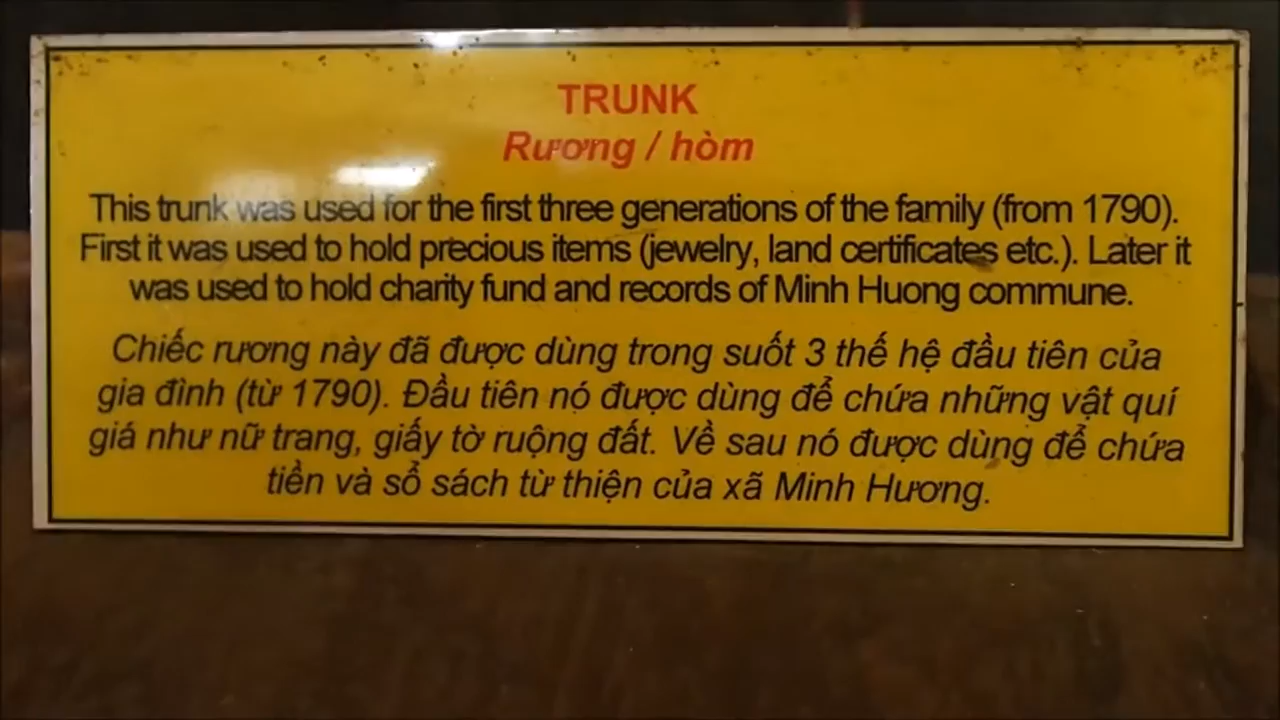 TRUNK
Rương / hòm
This trunk was used for the first three generations of the family (from 1790).
First it was used to hold precious items (jewelry, land certificates etc.). Later it
was used to hold charity fund and records of Minh Huong commune.
Chiếc rương này đã được dùng trong suốt 3 thế hệ đầu tiên của
gia đình (từ 1790). Đầu tiên nó được dùng để chứa những vật quí
giá như nữ trang, giấy tờ ruộng đất. Về sau nó được dùng để chứa
tiền và sổ sách từ thiện của xã Minh Hương.